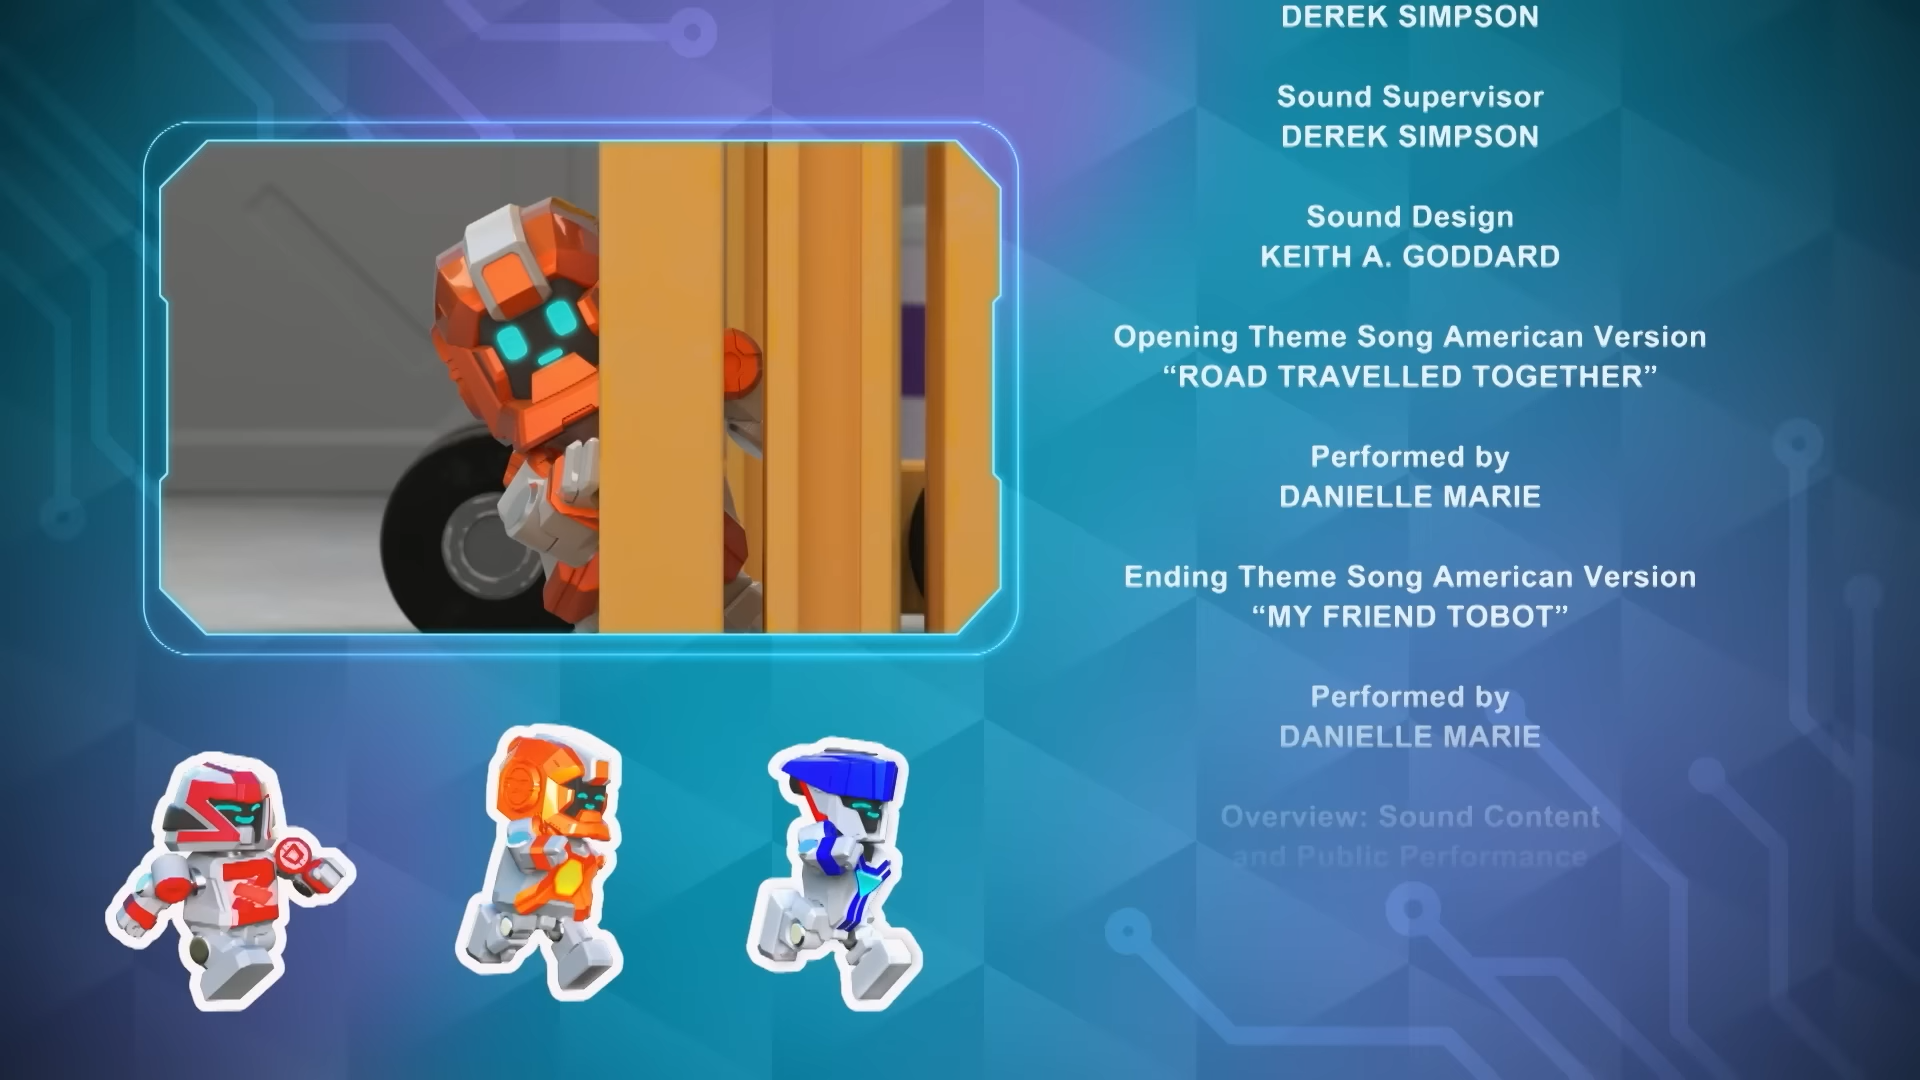 DEREK SIMPSON
Sound Supervisor
DEREK SIMPSON
Sound Design
KEITH A. GODDARD
Opening Theme Song American Version
“ROAD TRAVELLED TOGETHER”
Performed by
DANIELLE MARIE
Ending Theme Song American Version
“MY FRIEND TOBOT”
Performed by
DANIELLE MARIE
Overview: Sound Content
and Public Performance